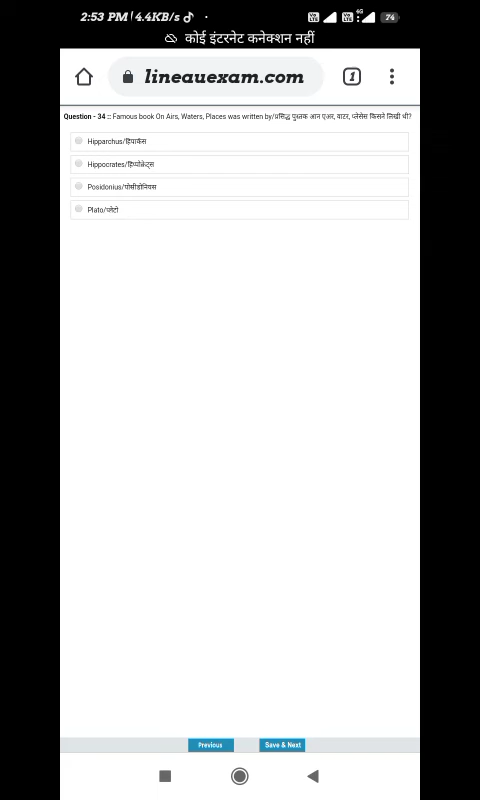 2:53 PM | 4.4KB/s
4G
74
कोई इंटरनेट कनेक्शन नहीं
lineauexam.com
1
Question - 34 :: Famous book On Airs, Waters, Places was written by/प्रसिद्ध पुस्तक आन एअर, वाटर, प्लेसेस किसने लिखी थी?
Hipparchus/हिपार्कस
Hippocrates/हिप्पोक्रेट्स
Posidonius/पोसीडोनियस
Plato/प्लेटो
Previous
Save & Next